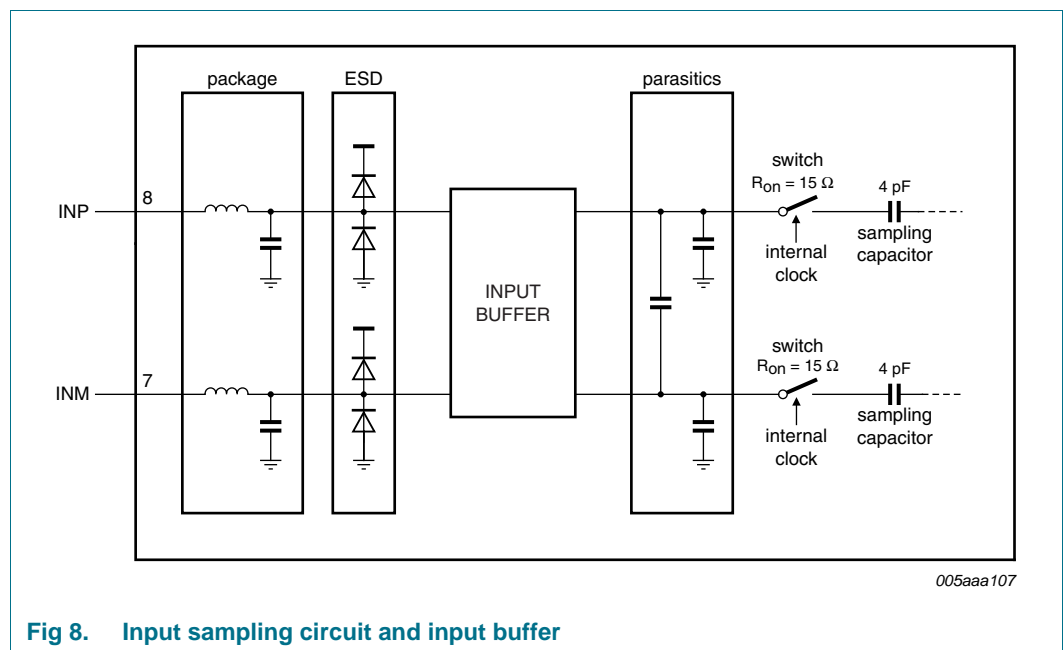 package
ESD
parasitics
switch
Ron = 15 Ω
4 pF
INP
8
internal
clock
sampling
capacitor
INPUT
BUFFER
switch
Ron = 15 Ω
4 pF
INM
7
internal
clock
sampling
capacitor
005aaa107
Fig 8. Input sampling circuit and input buffer